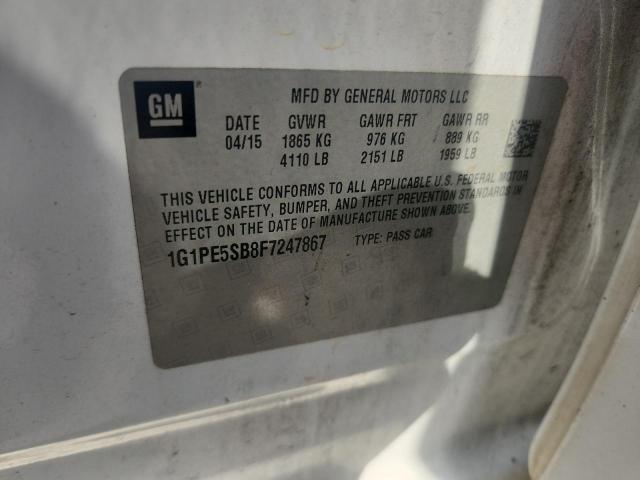 GM
MFD BY GENERAL MOTORS LLC
DATE GVWR GAWR FRT GAWR RR
04/15 1865 KG 976 KG 889 KG
4110 LB 2151 LB 1959 LB
THIS VEHICLE CONFORMS TO ALL APPLICABLE U.S. FEDERAL MOTOR
VEHICLE SAFETY, BUMPER, AND THEFT PREVENTION STANDARDS IN
EFFECT ON THE DATE OF MANUFACTURE SHOWN ABOVE.
1G1PE5SB8F7247867 TYPE: PASS CAR